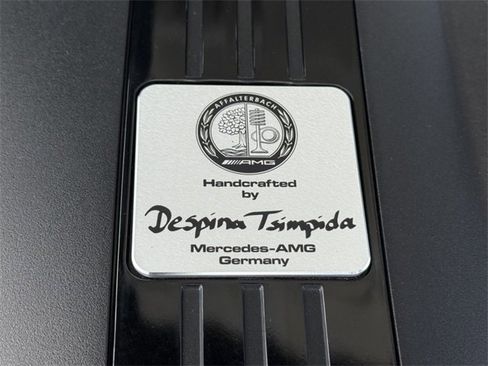 AFFALTERBACH
AMG
Handcrafted
by
Despina Tsimpida
Mercedes-AMG
Germany